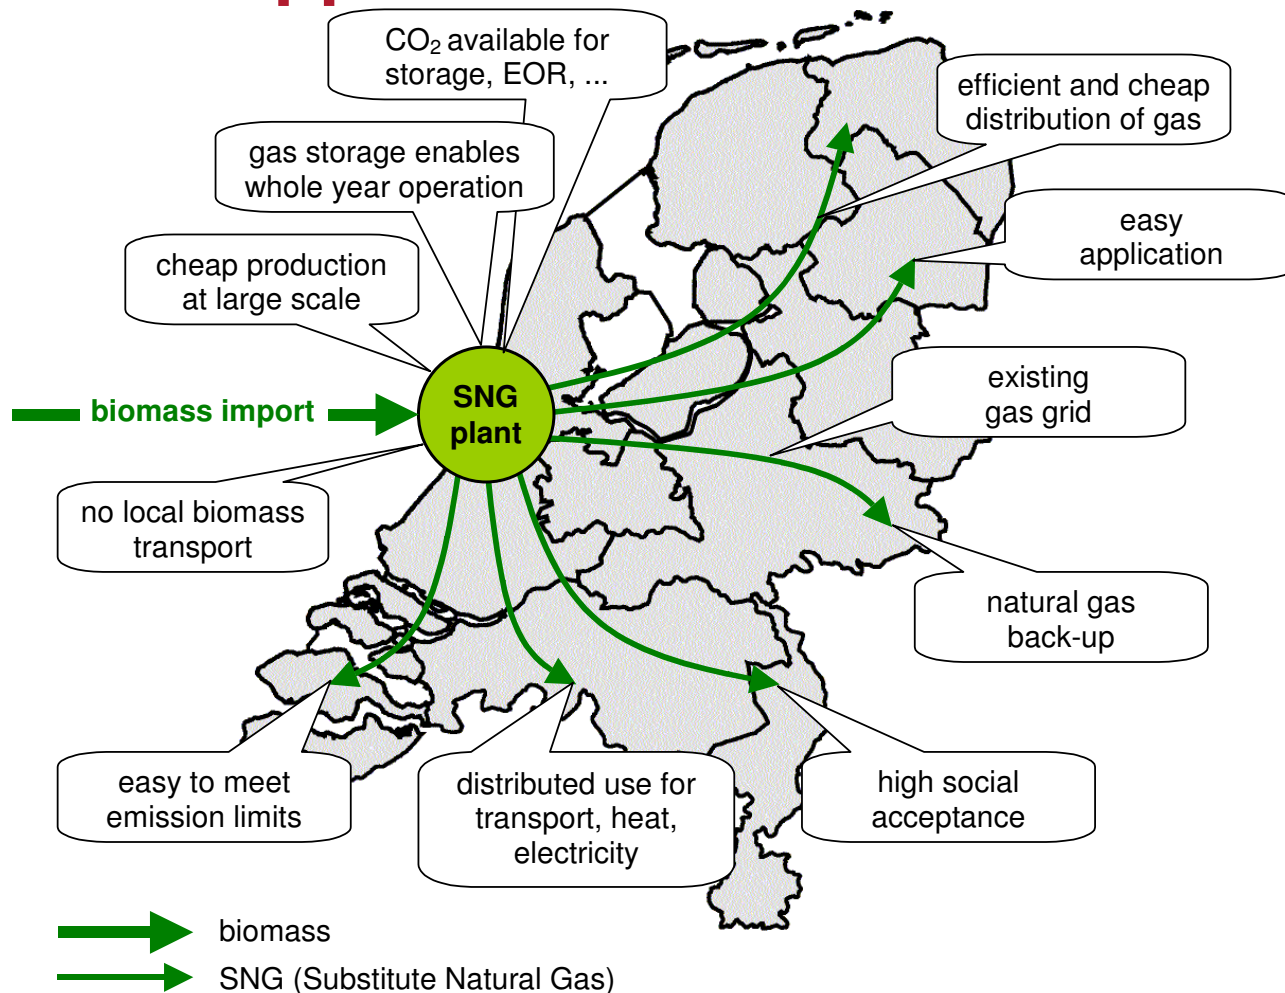 CO₂ available for
storage, EOR, ...
efficient and cheap
distribution of gas
gas storage enables
whole year operation
easy
application
cheap production
at large scale
existing
gas grid
SNG
plant
biomass import
no local biomass
transport
natural gas
back-up
easy to meet
emission limits
distributed use for
transport, heat,
electricity
high social
acceptance
biomass
SNG (Substitute Natural Gas)